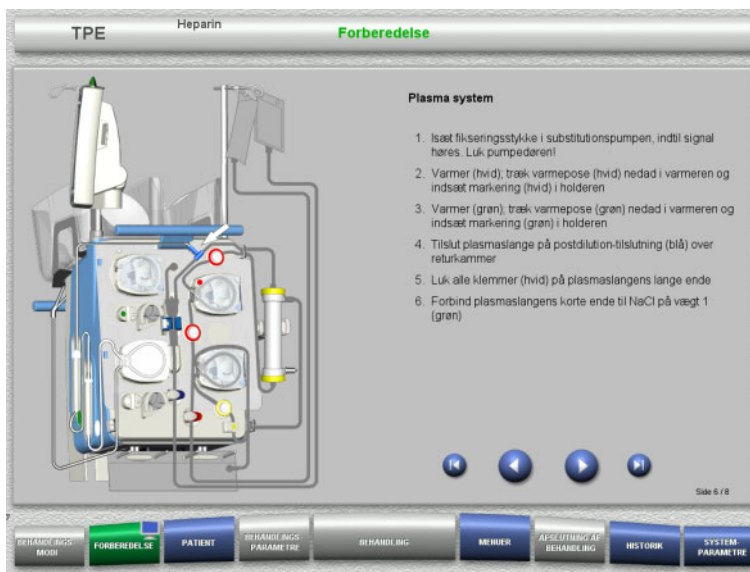 TPE
Heparin
Forberedelse
Plasma system
1. Isæt fikseringsstykke i substitutionspumpen, indtil signal
høres. Luk pumpedøren!
2. Varmer (hvid); træk varmepose (hvid) nedad i varmeren og
indsæt markering (hvid) i holderen
3. Varmer (grøn); træk varmepose (grøn) nedad i varmeren og
indsæt markering (grøn) i holderen
4. Tilslut plasmaslange på postdilution-tilslutning (blå) over
returkammer
5. Luk alle klemmer (hvid) på plasmaslangens lange ende
6. Forbind plasmaslangens korte ende til NaCl på vægt 1
(grøn)
Side 6 / 8
BEHANDLINGS-
MODI
FORBEREDELSE
PATIENT
BEHANDLINGS-
PARAMETRE
BEHANDLING
MENUER
AFSLUTNING AF
BEHANDLING
HISTORIK
SYSTEM-
PARAMETRE